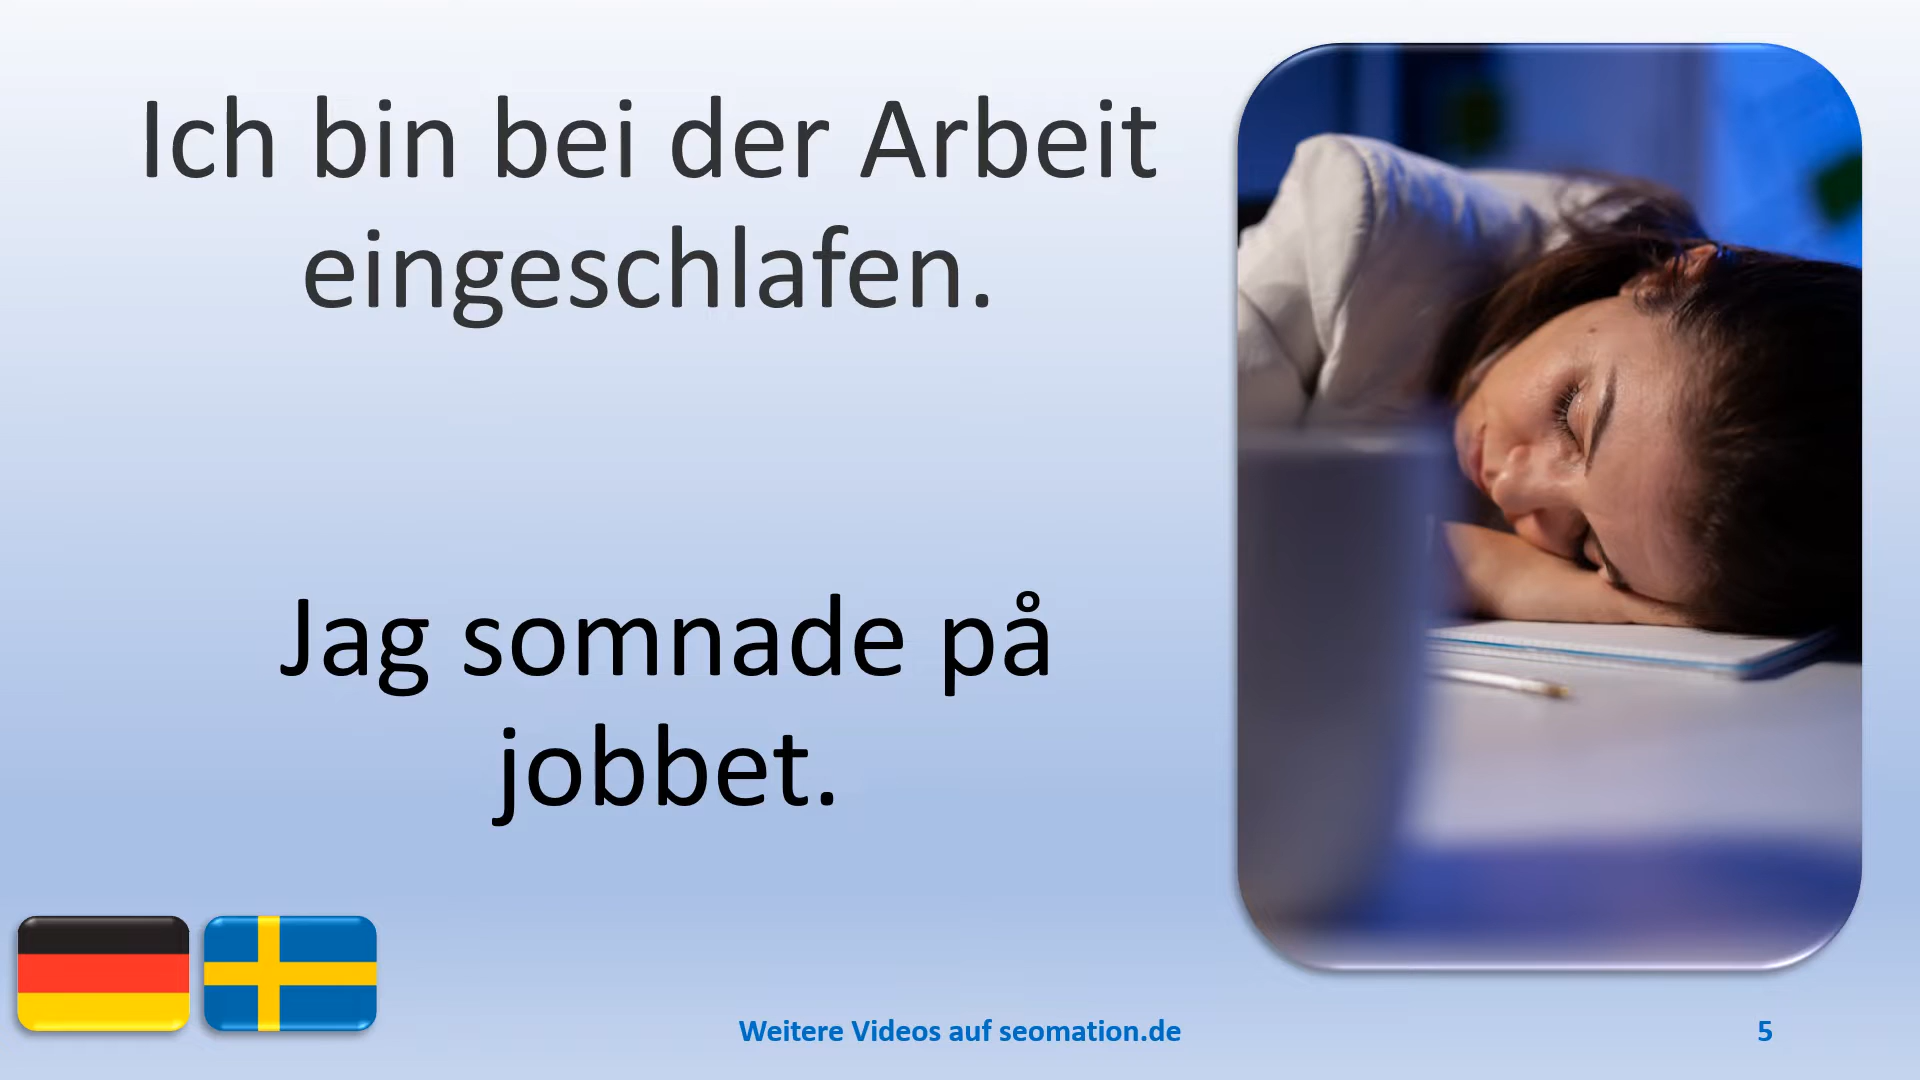 Ich bin bei der Arbeit
eingeschlafen.
Jag somnade på
jobbet.
Weitere Videos auf seomation.de
5